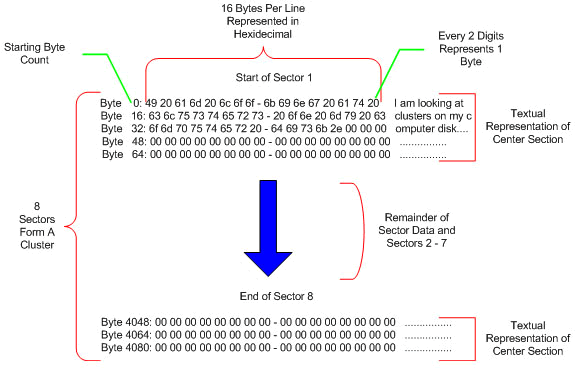 16 Bytes Per Line
Represented in
Hexidecimal
Starting Byte
Count
Every 2 Digits
Represents 1
Byte
Start of Sector 1
Byte 0: 49 20 61 6d 20 6c 6f 6f - 6b 69 6e 67 20 61 74 20 I am looking at
Byte 16: 63 6c 75 73 74 65 72 73 - 20 6f 6e 20 6d 79 20 63 clusters on my c
Byte 32: 6f 6d 70 75 74 65 72 20 - 64 69 73 6b 2e 00 00 00 omputer disk....
Byte 48: 00 00 00 00 00 00 00 00 - 00 00 00 00 00 00 00 00 ................
Byte 64: 00 00 00 00 00 00 00 00 - 00 00 00 00 00 00 00 00 ................
Textual
Representation of
Center Section
8
Sectors
Form A
Cluster
Remainder of
Sector Data and
Sectors 2 - 7
End of Sector 8
Byte 4048: 00 00 00 00 00 00 00 00 - 00 00 00 00 00 00 00 00 ................
Byte 4064: 00 00 00 00 00 00 00 00 - 00 00 00 00 00 00 00 00 ................
Byte 4080: 00 00 00 00 00 00 00 00 - 00 00 00 00 00 00 00 00 ................
Textual
Representation of
Center Section